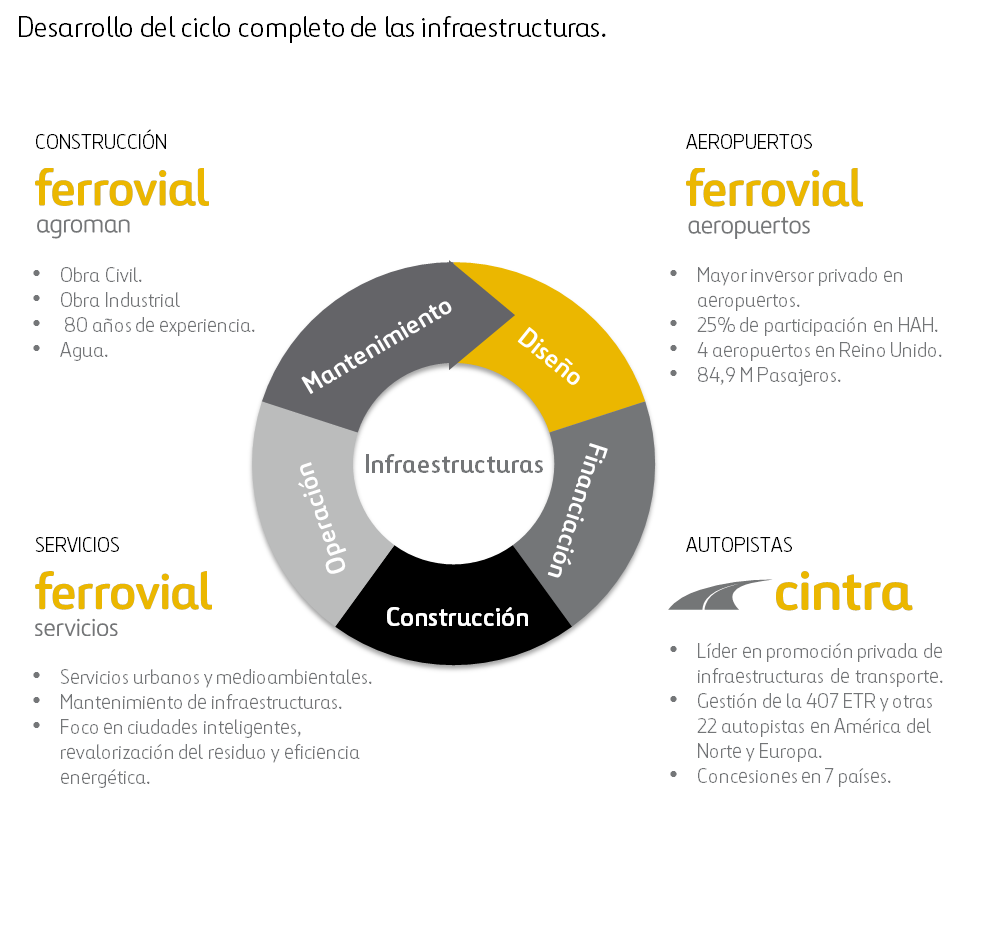 Desarrollo del ciclo completo de las infraestructuras.
CONSTRUCCIÓN
ferrovial
agroman
• Obra Civil.
• Obra Industrial
• 80 años de experiencia.
• Agua.
AEROPUERTOS
ferrovial
aeropuertos
• Mayor inversor privado en
aeropuertos.
• 25% de participación en HAH.
• 4 aeropuertos en Reino Unido.
• 84,9 M Pasajeros.
Mantenimiento
Diseño
Financiación
Construcción
Operación
Infraestructuras
SERVICIOS
ferrovial
servicios
• Servicios urbanos y medioambientales.
• Mantenimiento de infraestructuras.
• Foco en ciudades inteligentes,
revalorización del residuo y eficiencia
energética.
AUTOPISTAS
cintra
• Líder en promoción privada de
infraestructuras de transporte.
• Gestión de la 407 ETR y otras
22 autopistas en América del
Norte y Europa.
• Concesiones en 7 países.